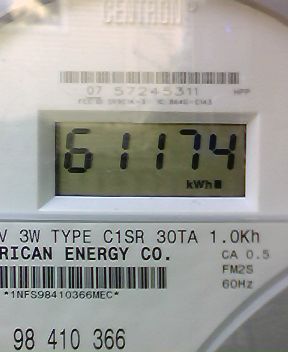 CENTRON®
07 57245311
61174
kWh
V 3W TYPE C1SR 30TA 1.0Kh
RICAN ENERGY CO.
CA 0.5
FM2S
60Hz
*1NFS98410366MEC*
98 410 366